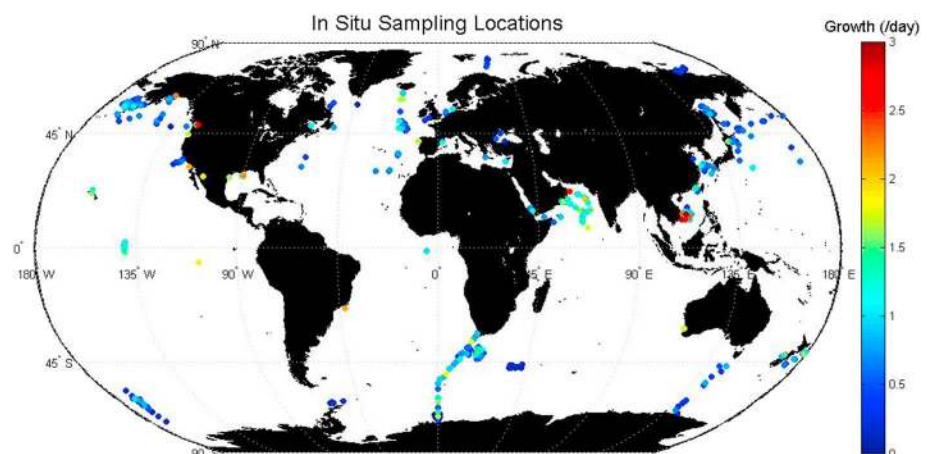 In Situ Sampling Locations
Growth (/day)
90° N
3
2.5
45° N
2
1.5
0°
180° W 135° W 90° W 0° 45° E 90° E 135° E 180° E
1
45° S
0.5
90° S
0